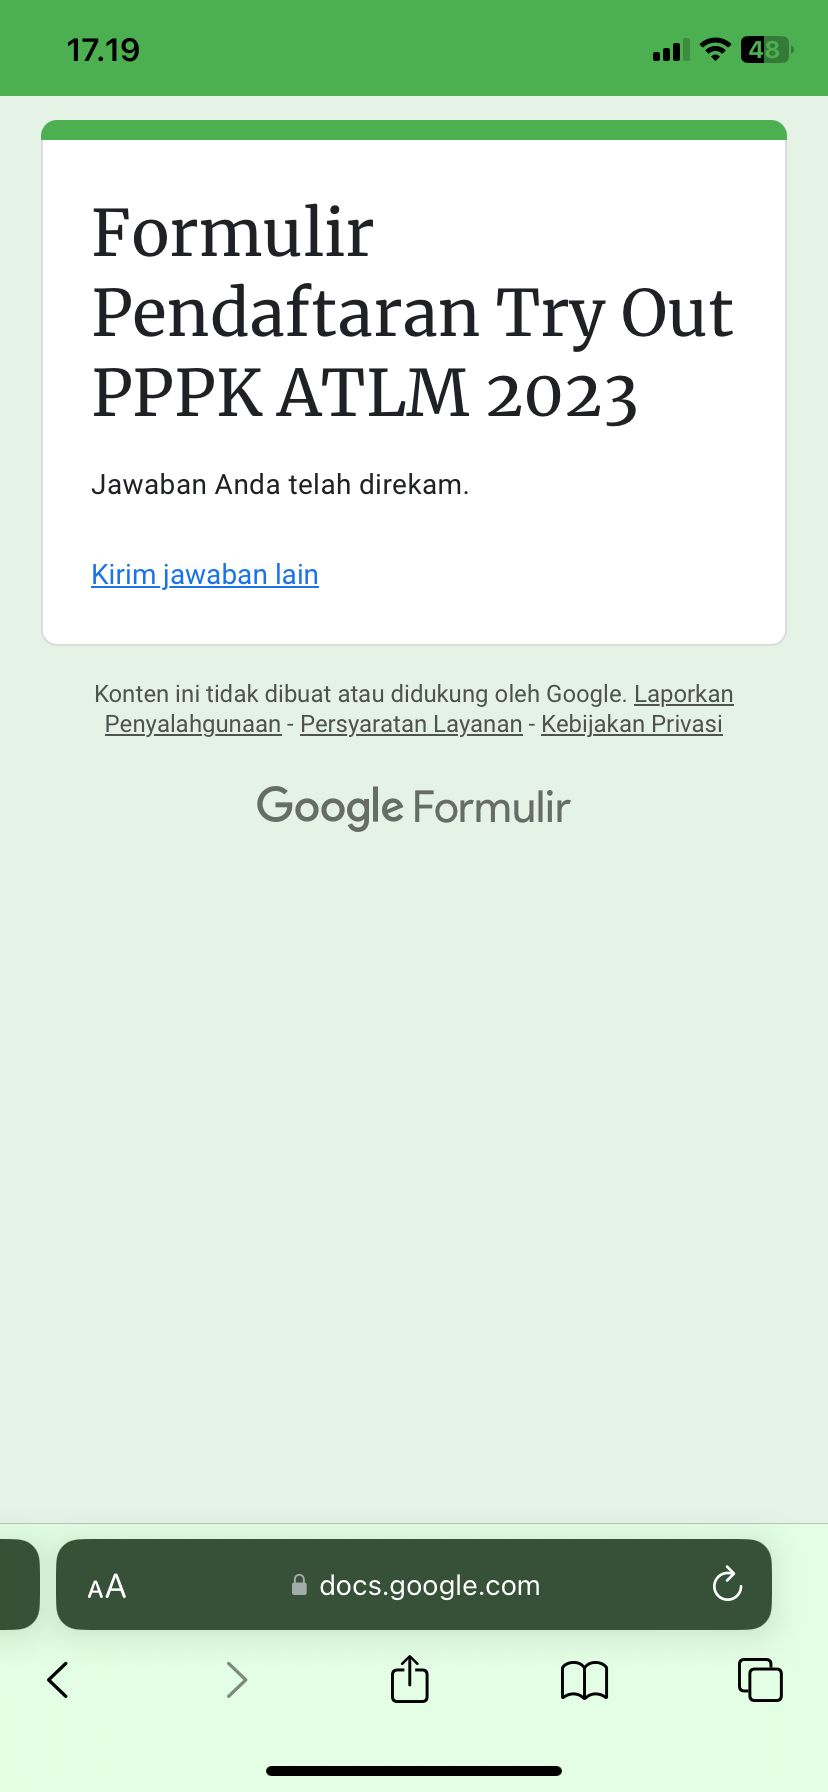 17.19
48
Formulir
Pendaftaran Try Out
PPPK ATLM 2023
Jawaban Anda telah direkam.
Kirim jawaban lain
Konten ini tidak dibuat atau didukung oleh Google. Laporkan
Penyalahgunaan - Persyaratan Layanan - Kebijakan Privasi
Google Formulir
AA
docs.google.com